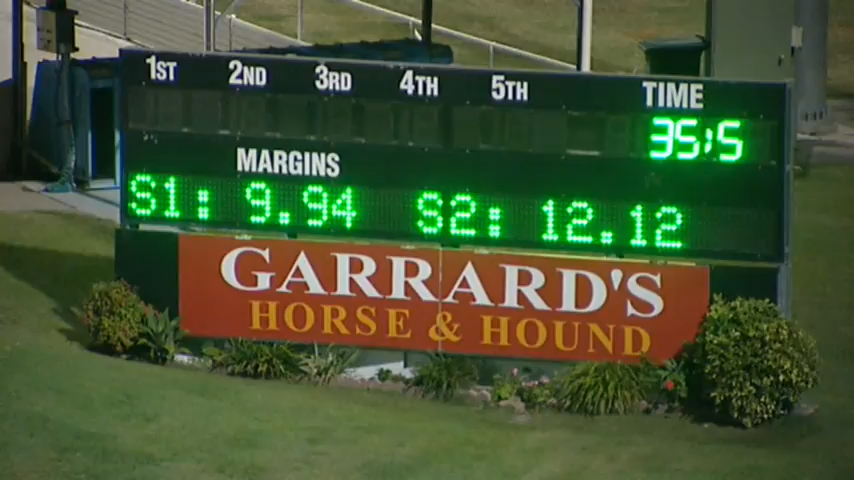 1ST 2ND 3RD 4TH 5TH TIME
35:5
MARGINS
S1: 9.94 S2: 12.12
GARRARD'S
HORSE & HOUND